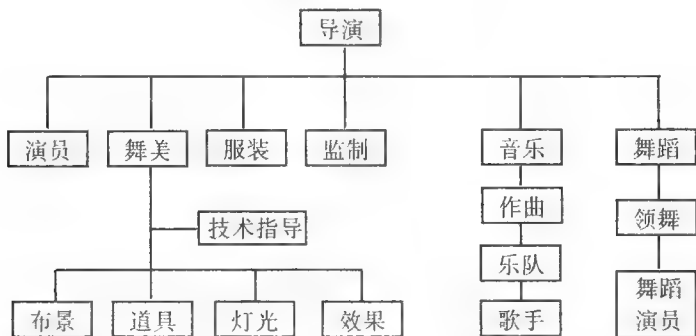 导演
演员 舞美 服装 监制 音乐 舞蹈
作曲 领舞
技术指导
乐队
布景 道具 灯光 效果 歌手 舞蹈
演员